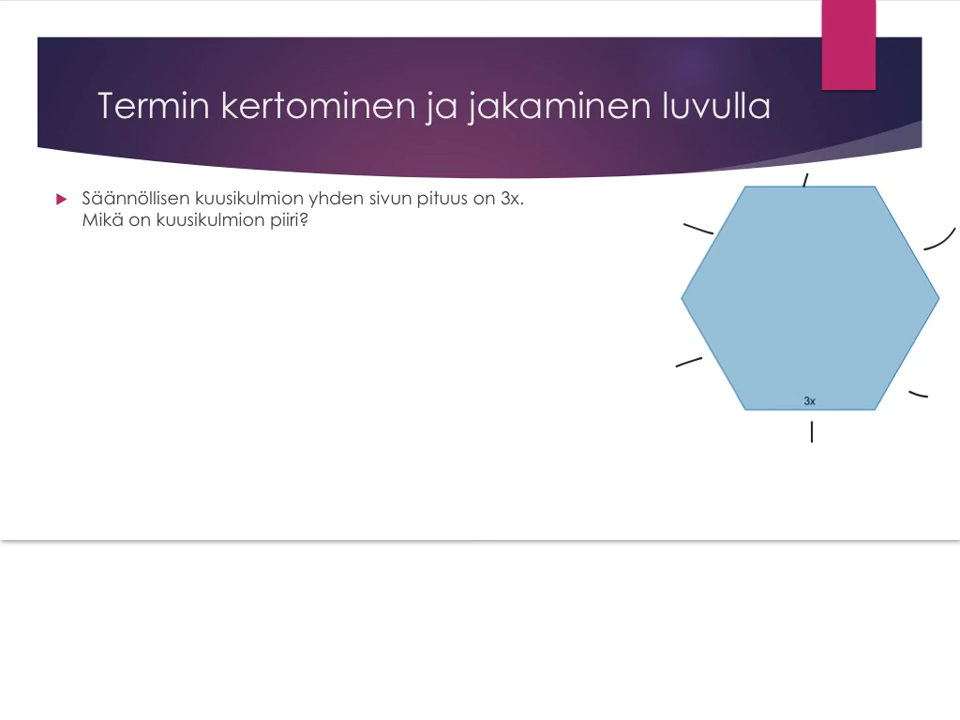 Termin kertominen ja jakaminen luvulla
Säännöllisen kuusikulmion yhden sivun pituus on 3x.
Mikä on kuusikulmion piiri?
3x